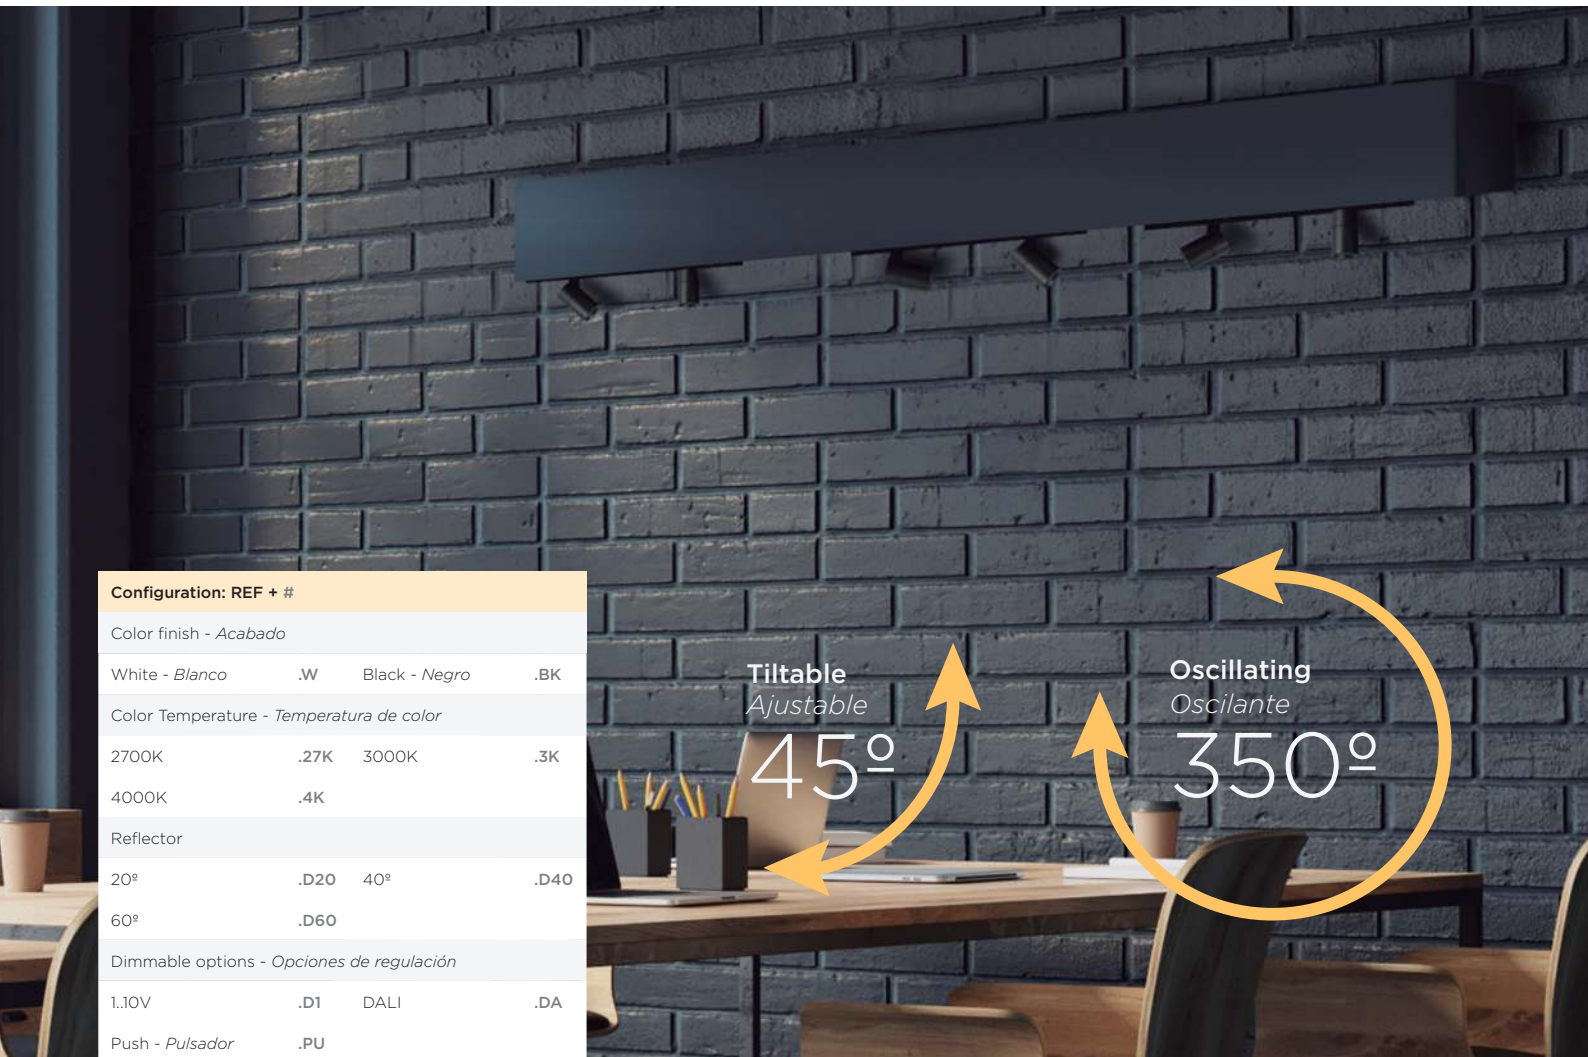 Configuration: REF + #
Color finish - Acabado
White - Blanco .W Black - Negro .BK
Color Temperature - Temperatura de color
2700K .27K 3000K .3K
4000K .4K
Reflector
20º .D20 40º .D40
60º .D60
Dimmable options - Opciones de regulación
1..10V .D1 DALI .DA
Push - Pulsador .PU
Tiltable
Ajustable
45º
Oscillating
Oscilante
350º